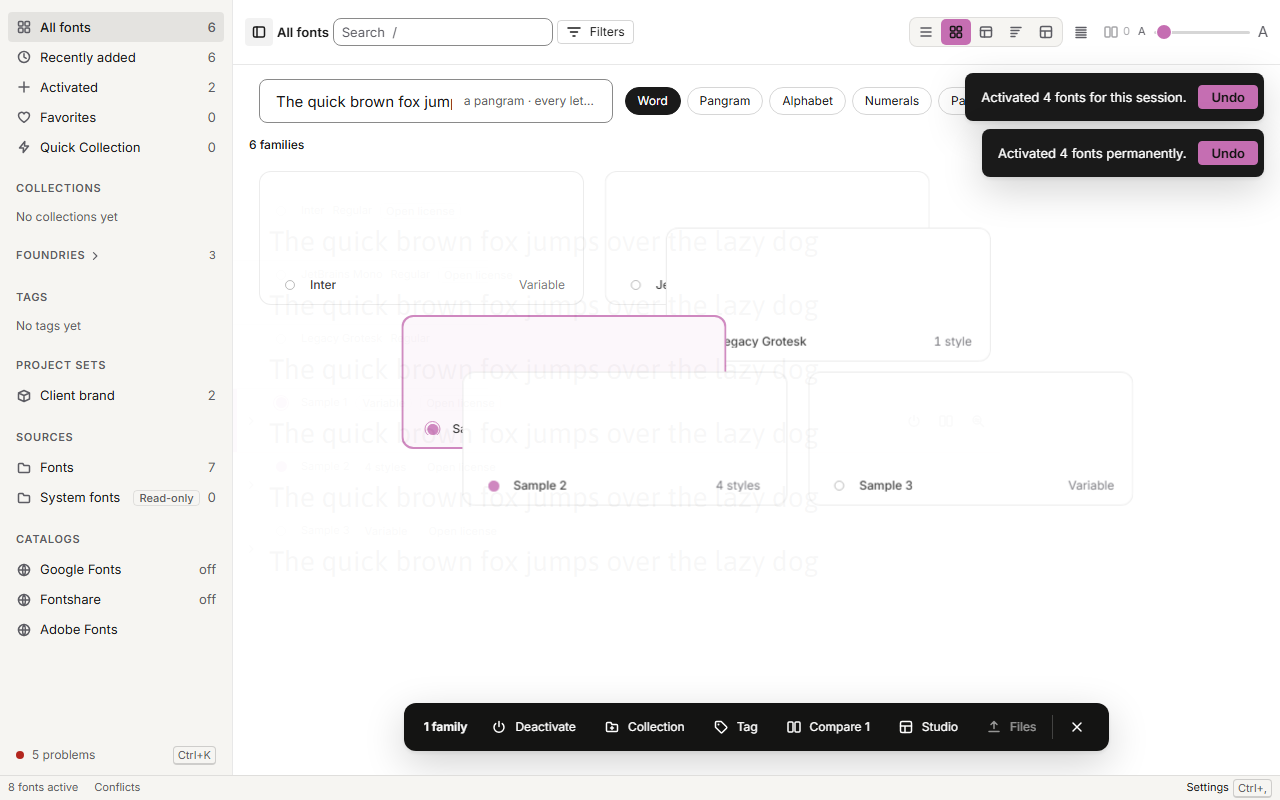 All fonts 6
Recently added 6
Activated 2
Favorites 0
Quick Collection 0
COLLECTIONS
No collections yet
FOUNDRIES 3
TAGS
No tags yet
PROJECT SETS
Client brand 2
SOURCES
Fonts 7
System fonts Read-only 0
CATALOGS
Google Fonts off
Fontshare off
Adobe Fonts
5 problems Ctrl+K
8 fonts active Conflicts
All fonts Search / Filters 0 A A
The quick brown fox jump a pangram · every let... Word Pangram Alphabet Numerals Pa
Activated 4 fonts for this session. Undo
Activated 4 fonts permanently. Undo
6 families
The quick brown fox jumps over the lazy dog
Inter Variable Je
The quick brown fox jumps over the lazy dog
egacy Grotesk 1 style
The quick brown fox jumps over the lazy dog
Sa
The quick brown fox jumps over the lazy dog
Sample 2 4 styles Sample 3 Variable
The quick brown fox jumps over the lazy dog
The quick brown fox jumps over the lazy dog
1 family Deactivate Collection Tag Compare 1 Studio Files
Settings Ctrl+,